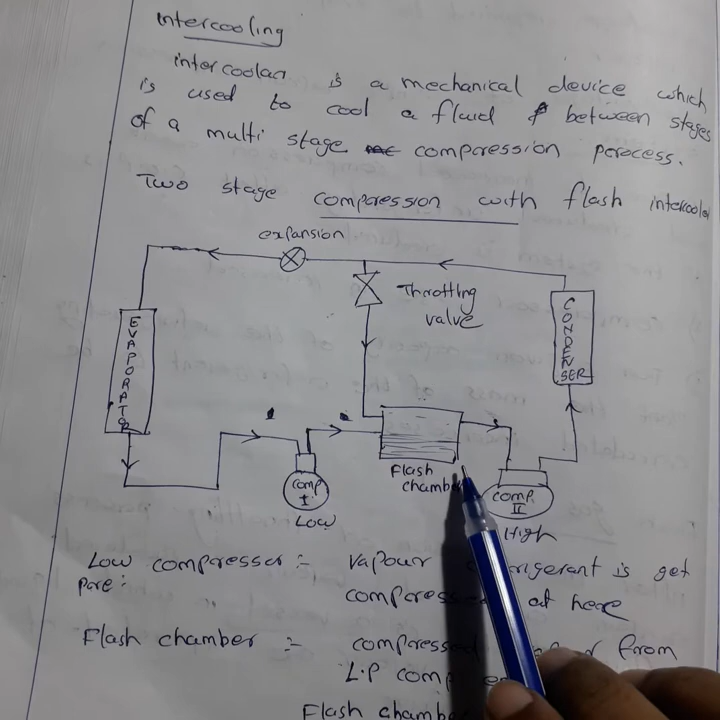 Intercooling
intercoolar is a mechanical device which
is used to cool a fluid between stages
of a multi stage compression process.
Two stage compression with flash intercooler
expansion
Throttling
valve
CONDENSER
EVAPORATOR
Flash
chamber
Comp
I
Low
Comp.
II
High
Low compressor :- vapour is get
pare : compressed at here
Flash chamber :- compressed from
L.P comp
Flash chamb